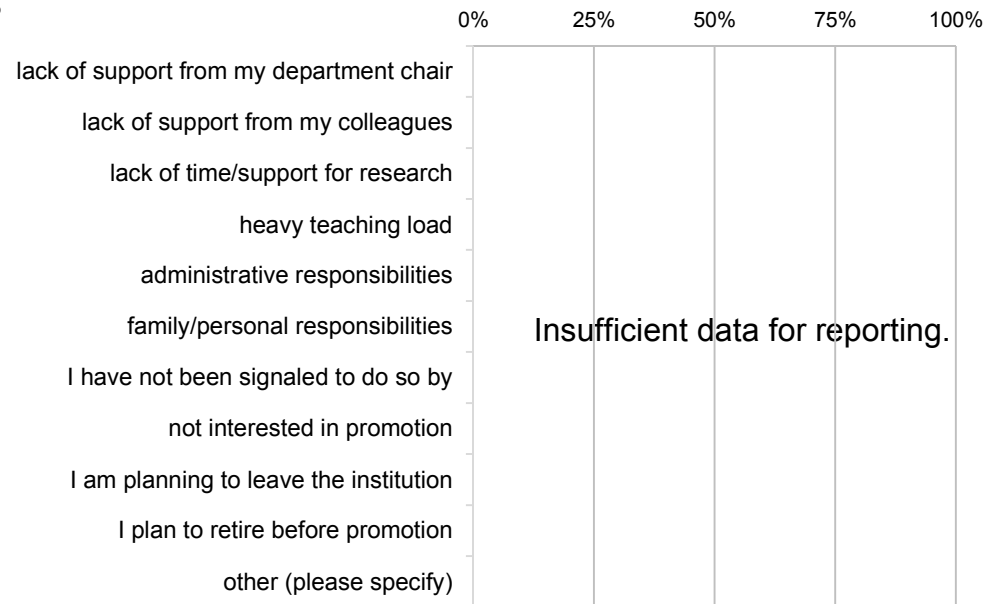 0% 25% 50% 75% 100%
lack of support from my department chair
lack of support from my colleagues
lack of time/support for research
heavy teaching load
administrative responsibilities
family/personal responsibilities
Insufficient data for reporting.
I have not been signaled to do so by
not interested in promotion
I am planning to leave the institution
I plan to retire before promotion
other (please specify)